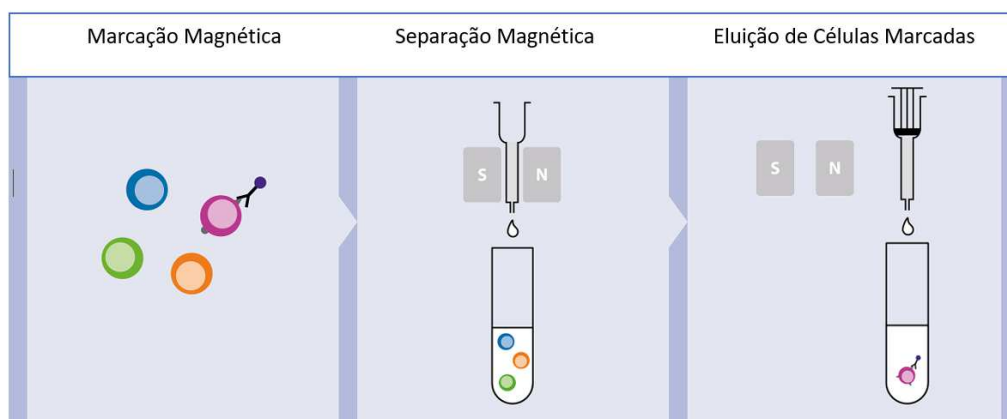 Marcação Magnética
Separação Magnética
Eluição de Células Marcadas
S
N
S
N